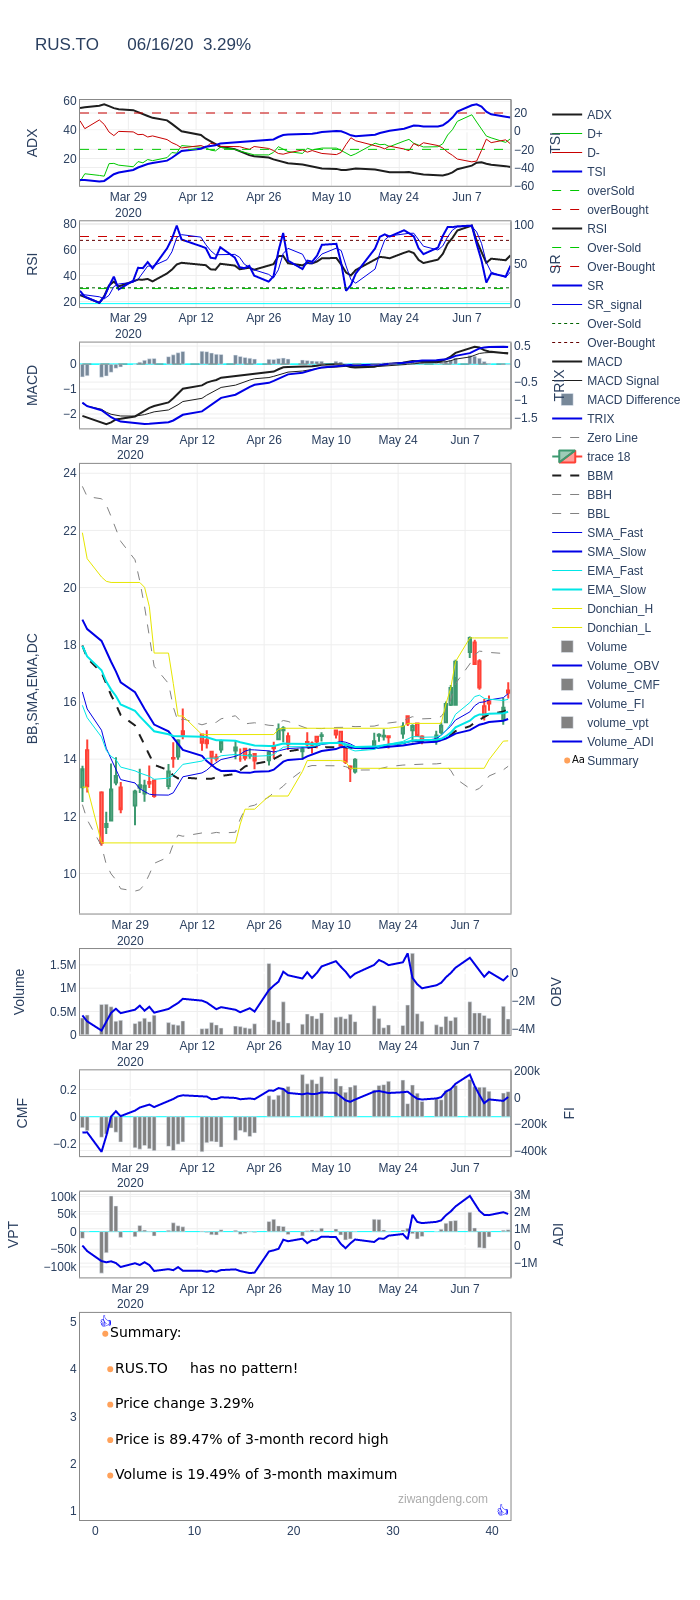 RUS.TO 06/16/20 3.29%
ADX
60
40
20
20
0
−20
−40
−60
TSI
Mar 29
2020
Apr 12
Apr 26
May 10
May 24
Jun 7
RSI
80
60
40
20
100
50
0
SR
Mar 29
2020
Apr 12
Apr 26
May 10
May 24
Jun 7
MACD
0
−1
−2
0.5
0
−0.5
−1
−1.5
TRIX
Mar 29
2020
Apr 12
Apr 26
May 10
May 24
Jun 7
BB,SMA,EMA,DC
24
22
20
18
16
14
12
10
Mar 29
2020
Apr 12
Apr 26
May 10
May 24
Jun 7
Volume
1.5M
1M
0.5M
0
0
−2M
−4M
OBV
Mar 29
2020
Apr 12
Apr 26
May 10
May 24
Jun 7
CMF
0.2
0
−0.2
200k
0
−200k
−400k
FI
Mar 29
2020
Apr 12
Apr 26
May 10
May 24
Jun 7
VPT
100k
50k
0
−50k
−100k
3M
2M
1M
0
−1M
ADI
Mar 29
2020
Apr 12
Apr 26
May 10
May 24
Jun 7
5
4
3
2
1
👍
Summary:
RUS.TO has no pattern!
Price change 3.29%
Price is 89.47% of 3-month record high
Volume is 19.49% of 3-month maximum
ziwangdeng.com
👍
0
10
20
30
40
ADX
D+
D-
TSI
overSold
overBought
RSI
Over-Sold
Over-Bought
SR
SR_signal
Over-Sold
Over-Bought
MACD
MACD Signal
MACD Difference
TRIX
Zero Line
trace 18
BBM
BBH
BBL
SMA_Fast
SMA_Slow
EMA_Fast
EMA_Slow
Donchian_H
Donchian_L
Volume
Volume_OBV
Volume_CMF
Volume_FI
volume_vpt
Volume_ADI
Aa Summary